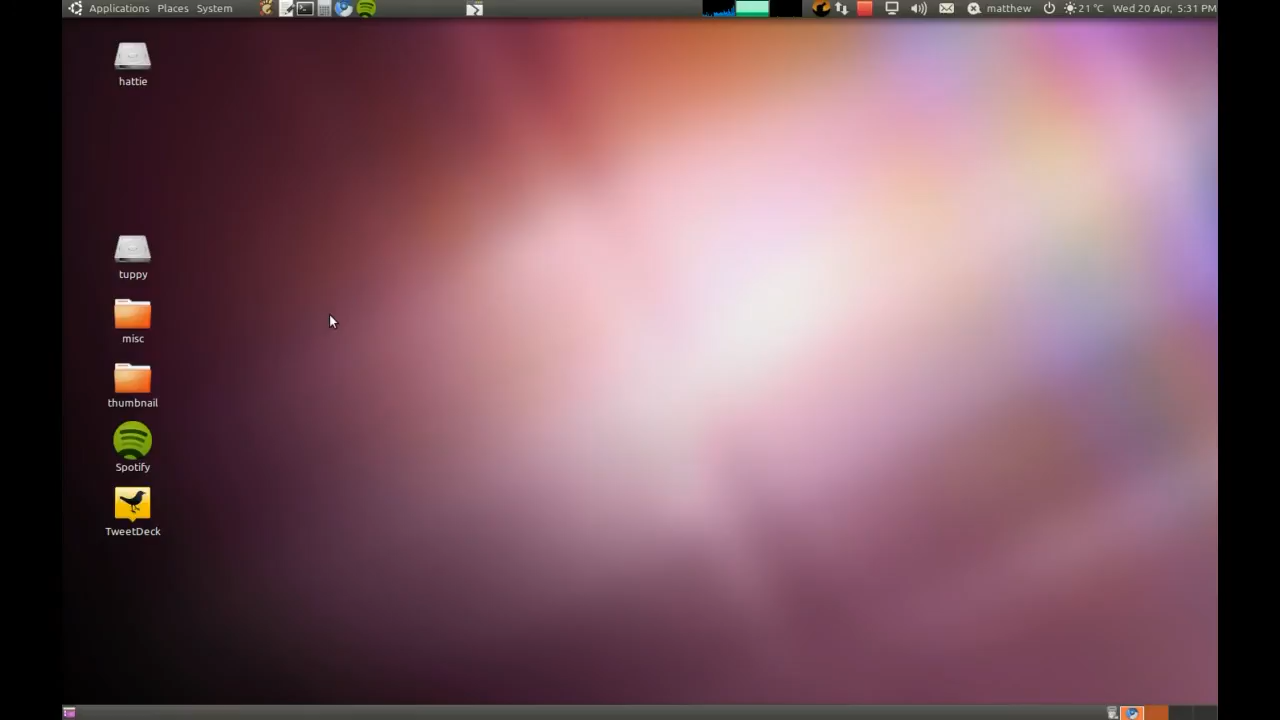 Applications Places System
matthew 21 °C Wed 20 Apr, 5:31 PM
hattie
tuppy
misc
thumbnail
Spotify
TweetDeck